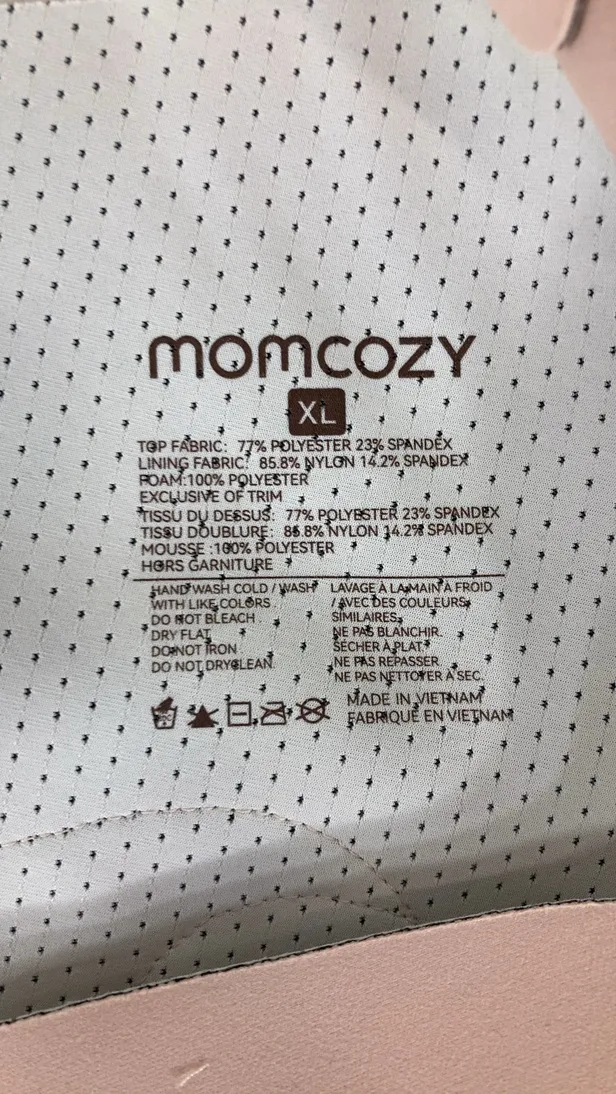 MOMCOZY
XL
TOP FABRIC: 77% POLYESTER 23% SPANDEX
LINING FABRIC: 85.8% NYLON 14.2% SPANDEX
FOAM:100% POLYESTER
EXCLUSIVE OF TRIM
TISSU DU DESSUS: 77% POLYESTER 23% SPANDEX
TISSU DOUBLURE: 85.8% NYLON 14.2% SPANDEX
MOUSSE :100% POLYESTER
HORS GARNITURE
HAND WASH COLD / WASH
WITH LIKE COLORS.
DO NOT BLEACH.
DRY FLAT.
DO NOT IRON.
DO NOT DRYCLEAN.
LAVAGE À LA MAIN À FROID
/ AVEC DES COULEURS
SIMILAIRES.
NE PAS BLANCHIR.
SÉCHER À PLAT.
NE PAS REPASSER.
NE PAS NETTOYER À SEC.
MADE IN VIETNAM
FABRIQUÉ EN VIETNAM